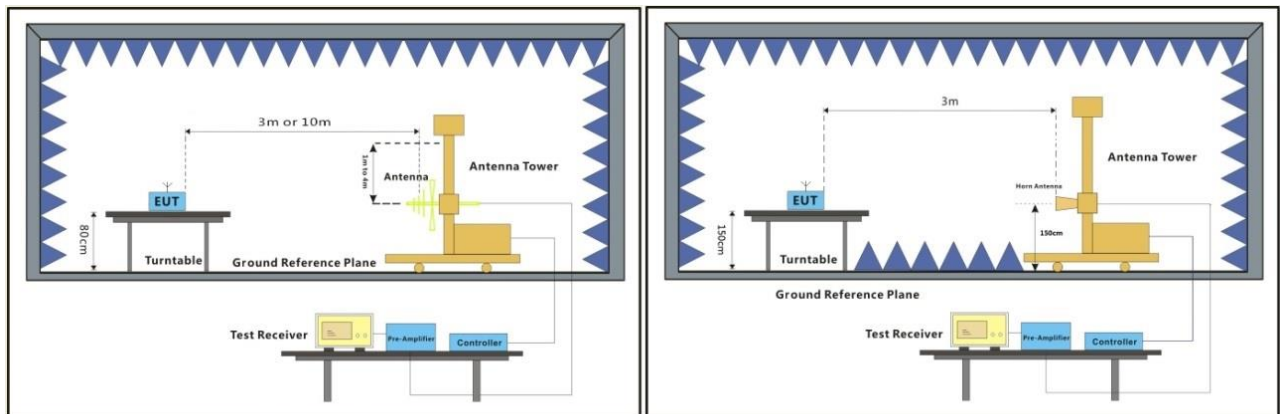 3m or 10m
1m to 4m
Antenna
Antenna Tower
EUT
80cm
Turntable
Ground Reference Plane
Test Receiver
Pre-Amplifier
Controller
3m
Antenna Tower
Horn Antenna
EUT
150cm
150cm
Turntable
Ground Reference Plane
Test Receiver
Pre-Amplifier
Controller